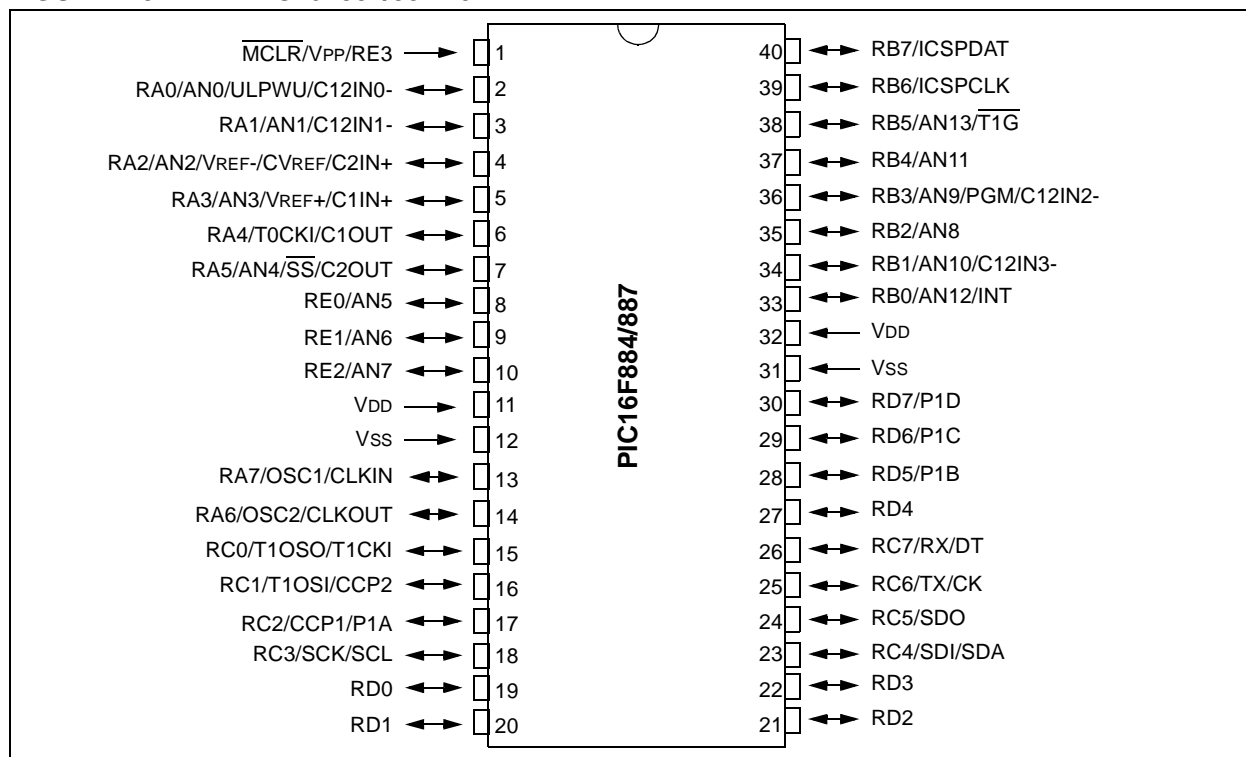 MCLR/VPP/RE3
1
RA0/AN0/ULPWU/C12IN0-
2
RA1/AN1/C12IN1-
3
RA2/AN2/VREF-/CVREF/C2IN+
4
RA3/AN3/VREF+/C1IN+
5
RA4/T0CKI/C1OUT
6
RA5/AN4/SS/C2OUT
7
RE0/AN5
8
RE1/AN6
9
RE2/AN7
10
VDD
11
VSS
12
RA7/OSC1/CLKIN
13
RA6/OSC2/CLKOUT
14
RC0/T1OSO/T1CKI
15
RC1/T1OSI/CCP2
16
RC2/CCP1/P1A
17
RC3/SCK/SCL
18
RD0
19
RD1
20
PIC16F884/887
40
RB7/ICSPDAT
39
RB6/ICSPCLK
38
RB5/AN13/T1G
37
RB4/AN11
36
RB3/AN9/PGM/C12IN2-
35
RB2/AN8
34
RB1/AN10/C12IN3-
33
RB0/AN12/INT
32
VDD
31
VSS
30
RD7/P1D
29
RD6/P1C
28
RD5/P1B
27
RD4
26
RC7/RX/DT
25
RC6/TX/CK
24
RC5/SDO
23
RC4/SDI/SDA
22
RD3
21
RD2